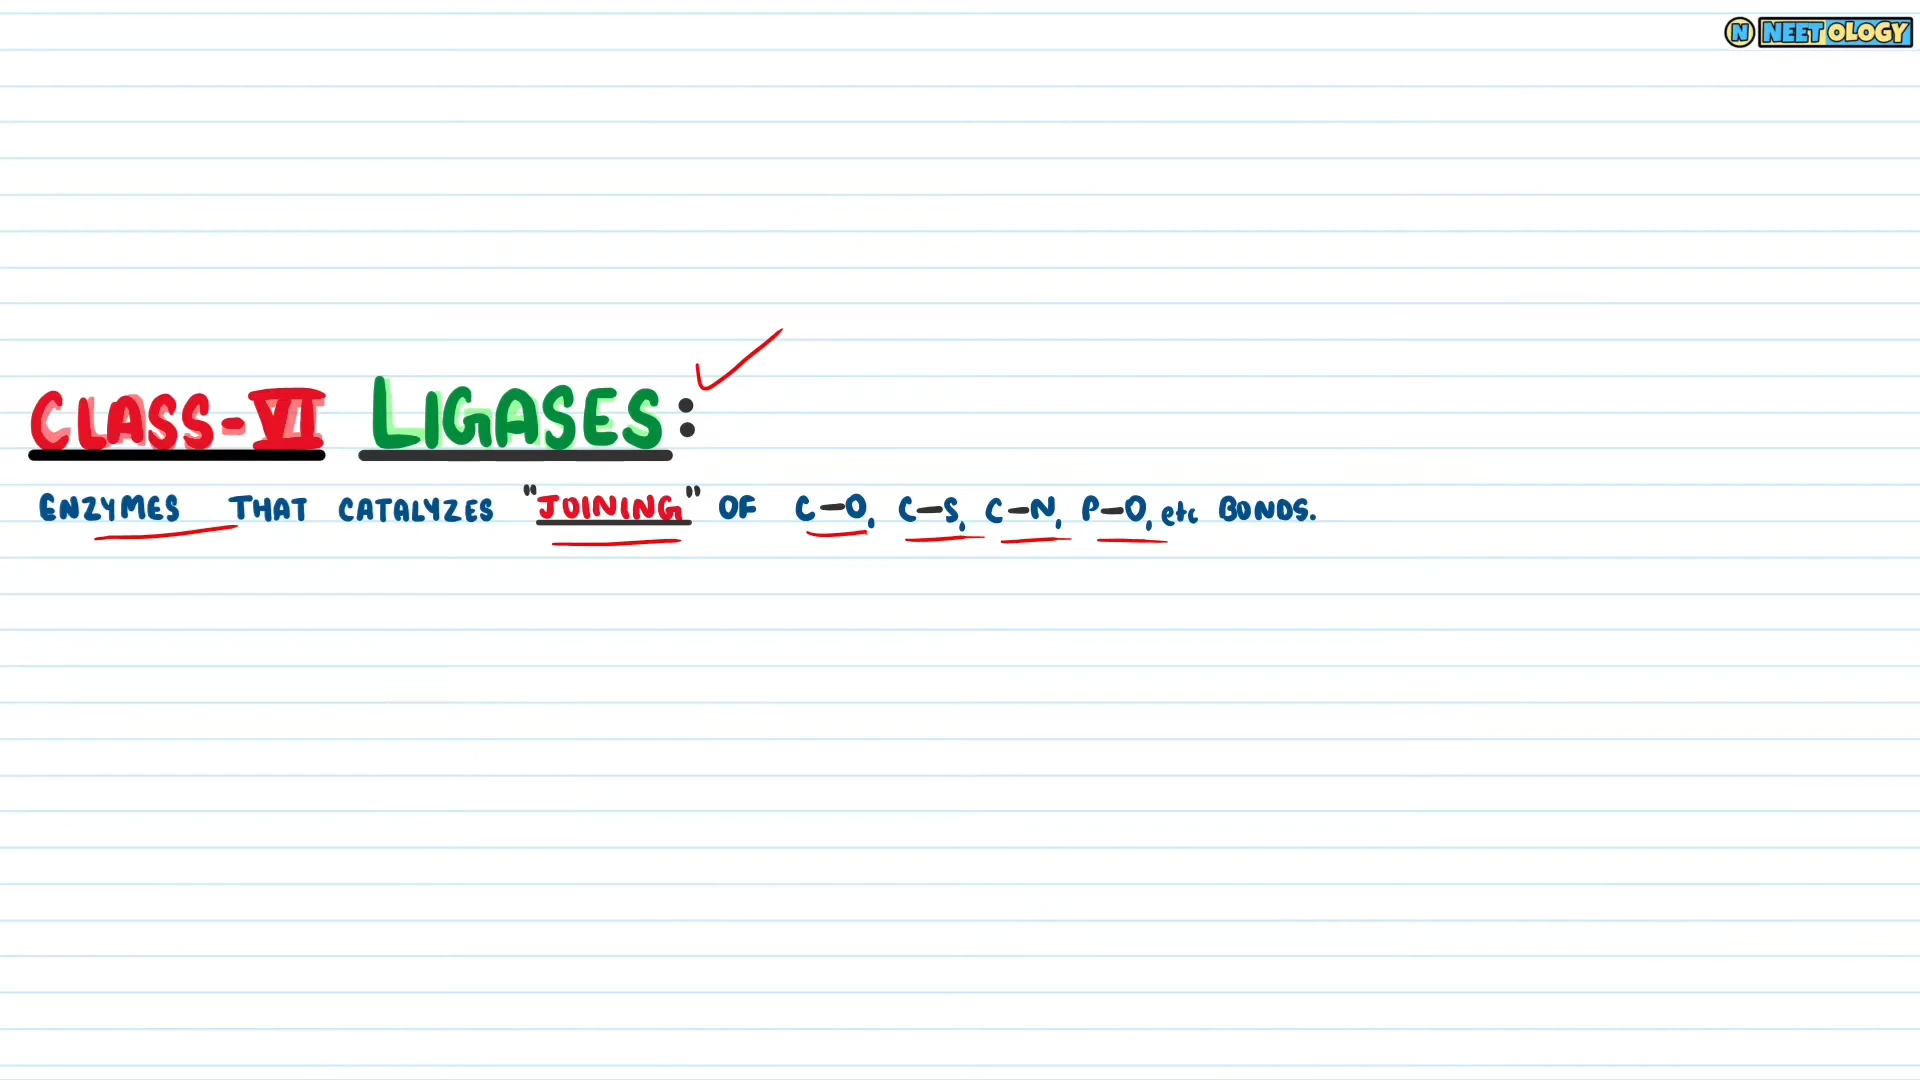 N NEETOLOGY
CLASS-VI LIGASES:
ENZYMES THAT CATALYZES "JOINING" OF C-O, C-S, C-N, P-O, etc BONDS.